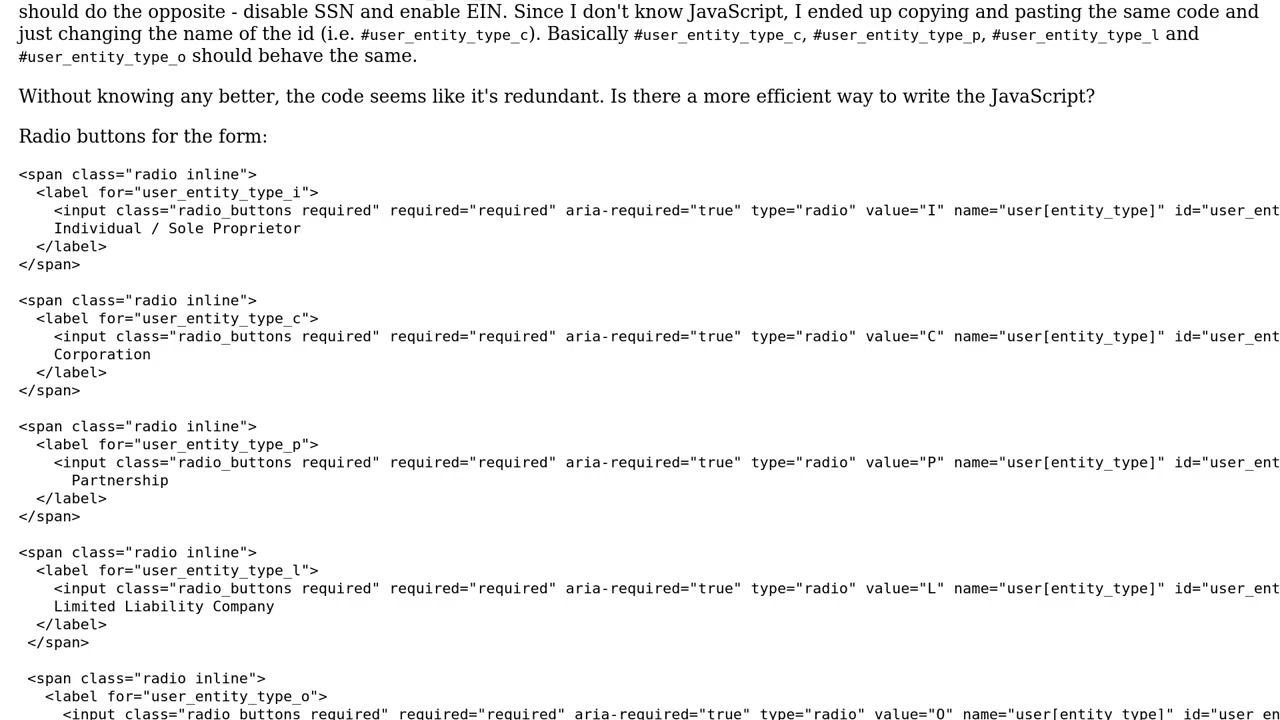 should do the opposite - disable SSN and enable EIN. Since I don't know JavaScript, I ended up copying and pasting the same code and
just changing the name of the id (i.e. #user_entity_type_c). Basically #user_entity_type_c, #user_entity_type_p, #user_entity_type_l and
#user_entity_type_o should behave the same.
Without knowing any better, the code seems like it's redundant. Is there a more efficient way to write the JavaScript?
Radio buttons for the form:
<span class="radio inline">
  <label for="user_entity_type_i">
    <input class="radio_buttons required" required="required" aria-required="true" type="radio" value="I" name="user[entity_type]" id="user_ent
    Individual / Sole Proprietor
  </label>
</span>
<span class="radio inline">
  <label for="user_entity_type_c">
    <input class="radio_buttons required" required="required" aria-required="true" type="radio" value="C" name="user[entity_type]" id="user_ent
    Corporation
  </label>
</span>
<span class="radio inline">
  <label for="user_entity_type_p">
    <input class="radio_buttons required" required="required" aria-required="true" type="radio" value="P" name="user[entity_type]" id="user_ent
      Partnership
  </label>
</span>
<span class="radio inline">
  <label for="user_entity_type_l">
    <input class="radio_buttons required" required="required" aria-required="true" type="radio" value="L" name="user[entity_type]" id="user_ent
    Limited Liability Company
  </label>
 </span>
 <span class="radio inline">
   <label for="user_entity_type_o">
     <input class="radio_buttons required" required="required" aria-required="true" type="radio" value="O" name="user[entity_type]" id="user_en